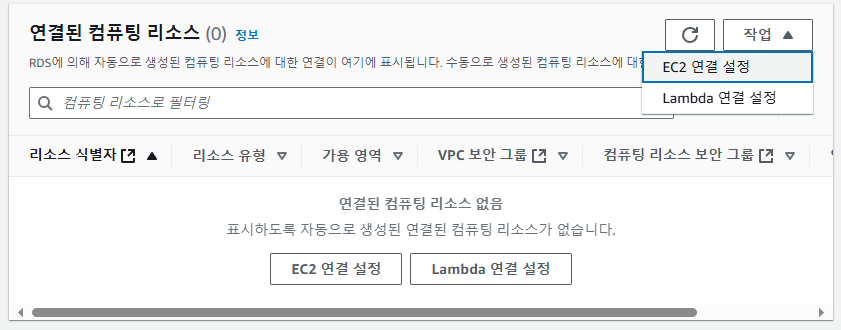 연결된 컴퓨팅 리소스 (0) 정보
작업
RDS에 의해 자동으로 생성된 컴퓨팅 리소스에 대한 연결이 여기에 표시됩니다. 수동으로 생성된 컴퓨팅 리소스에 대한
EC2 연결 설정
Lambda 연결 설정
컴퓨팅 리소스로 필터링
리소스 식별자 리소스 유형 가용 영역 VPC 보안 그룹 컴퓨팅 리소스 보안 그룹
연결된 컴퓨팅 리소스 없음
표시하도록 자동으로 생성된 연결된 컴퓨팅 리소스가 없습니다.
EC2 연결 설정 Lambda 연결 설정